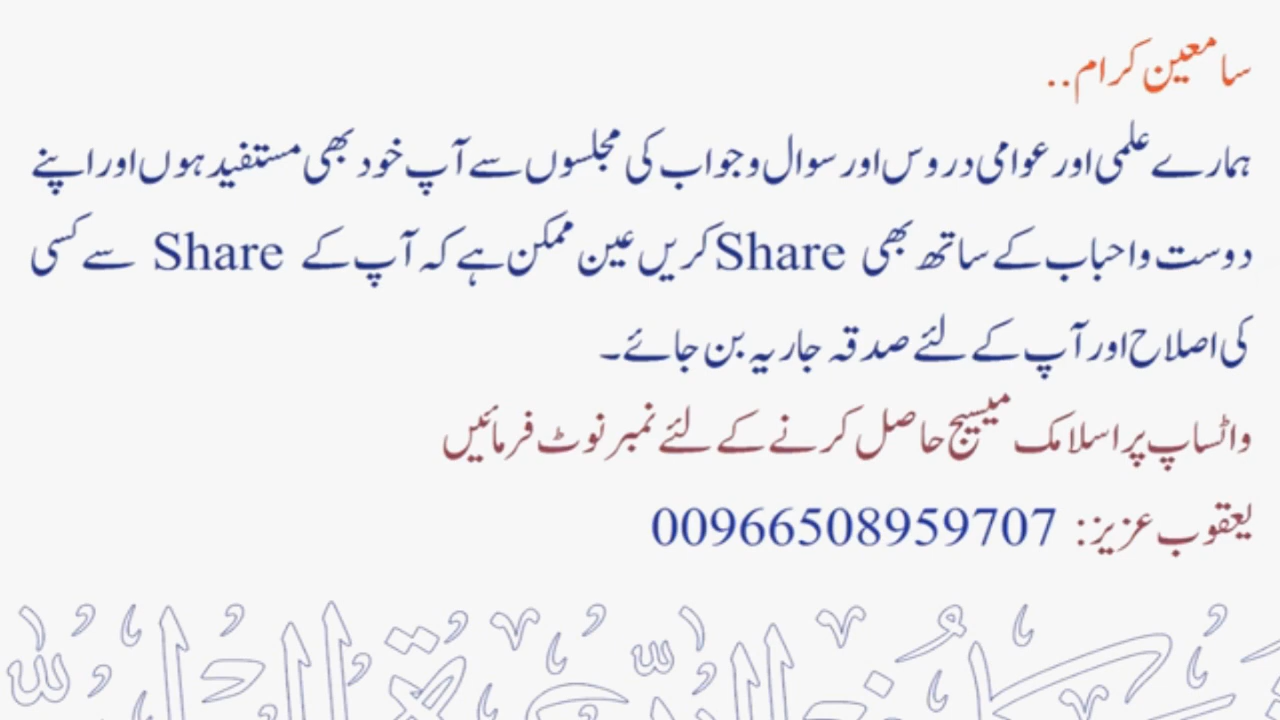 سامعین کرام..
ہمارے علمی اور عوامی دروس اور سوال و جواب کی مجلسوں سے آپ خود بھی مستفید ہوں اور اپنے
دوست و احباب کے ساتھ بھی Share کریں عین ممکن ہے کہ آپ کے Share سے کسی
کی اصلاح اور آپ کے لئے صدقہ جاریہ بن جائے۔
واٹساپ پر اسلامک میسیج حاصل کرنے کے لئے نمبر نوٹ فرمائیں
یعقوب عزیز: 00966508959707